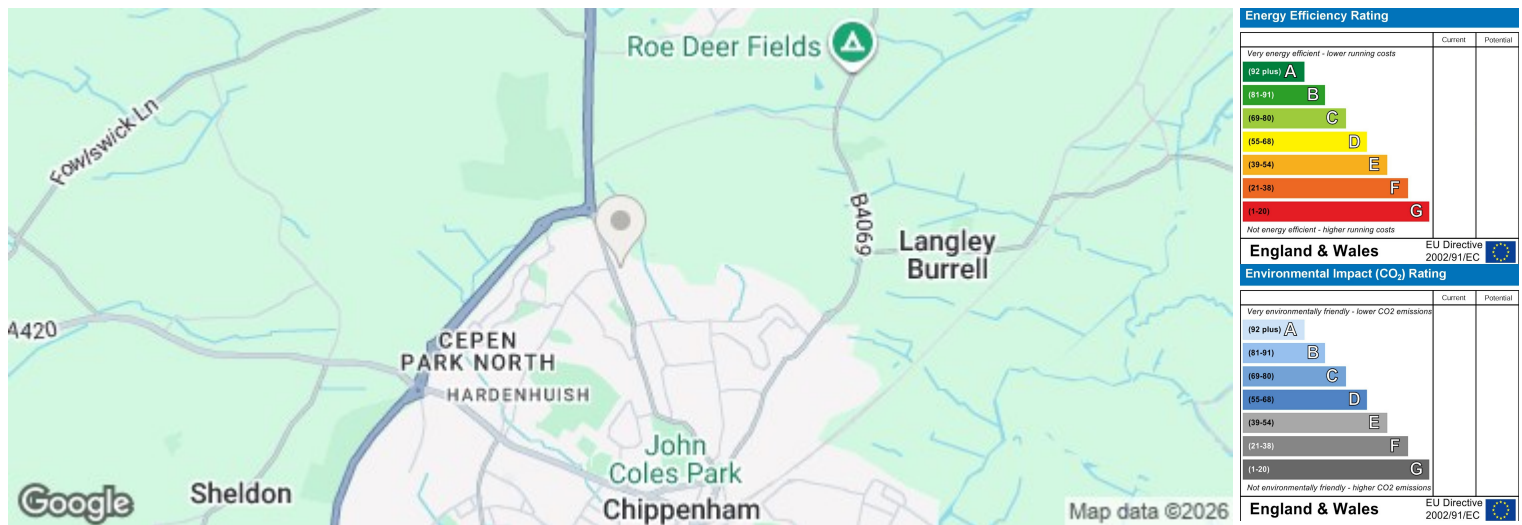 Roe Deer Fields
Fowlswick Ln
B4069
Langley
Burrell
A420
CEPEN
PARK NORTH
HARDENHUISH
John
Coles Park
Sheldon
Chippenham
Google
Map data ©2026
Energy Efficiency Rating
Current
Potential
Very energy efficient - lower running costs
(92 plus) A
(81-91) B
(69-80) C
(55-68) D
(39-54) E
(21-38) F
(1-20) G
Not energy efficient - higher running costs
England & Wales
EU Directive
2002/91/EC
Environmental Impact (CO₂) Rating
Current
Potential
Very environmentally friendly - lower CO2 emissions
(92 plus) A
(81-91) B
(69-80) C
(55-68) D
(39-54) E
(21-38) F
(1-20) G
Not environmentally friendly - higher CO2 emissions
England & Wales
EU Directive
2002/91/EC